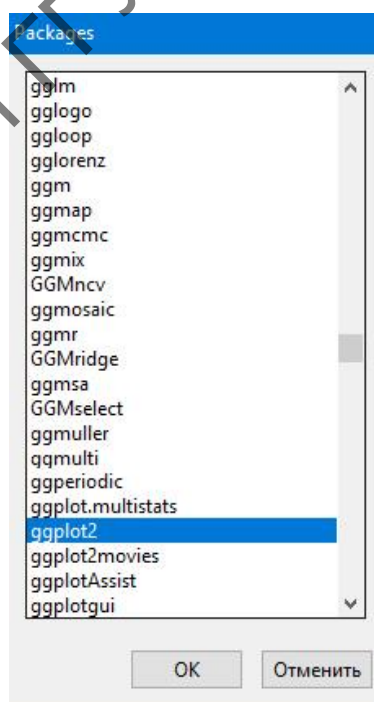 Packages
gglm
gglogo
ggloop
gglorenz
ggm
ggmap
ggmcmc
ggmix
GGMncv
ggmosaic
ggmr
GGMridge
ggmsa
GGMselect
ggmuller
ggmulti
ggperiodic
ggplot.multistats
ggplot2
ggplot2movies
ggplotAssist
ggplotgui
OK
Отменить